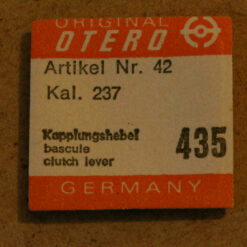 ORIGINAL
OTERO
Artikel Nr. 42
Kal. 237
Kupplungshebel
bascule
clutch lever
435
GERMANY